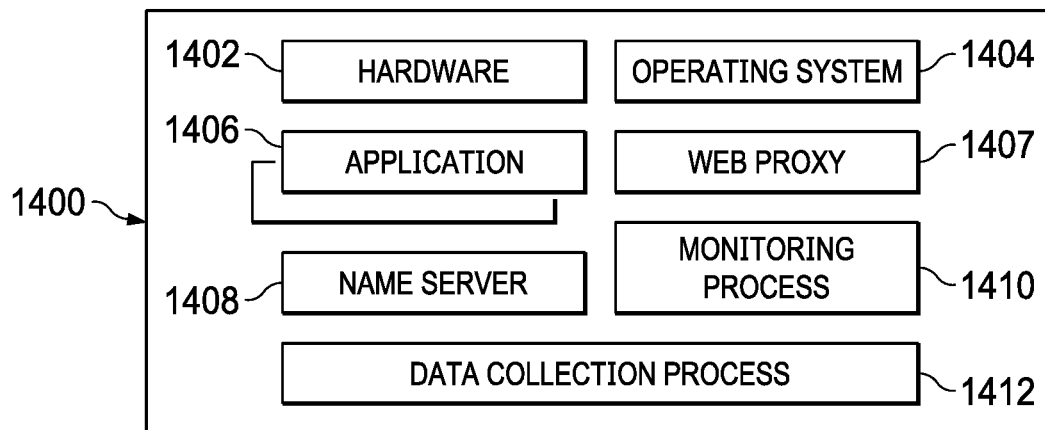 1402 HARDWARE OPERATING SYSTEM 1404
1406 APPLICATION WEB PROXY 1407
1400
MONITORING
PROCESS 1410
1408 NAME SERVER
DATA COLLECTION PROCESS 1412